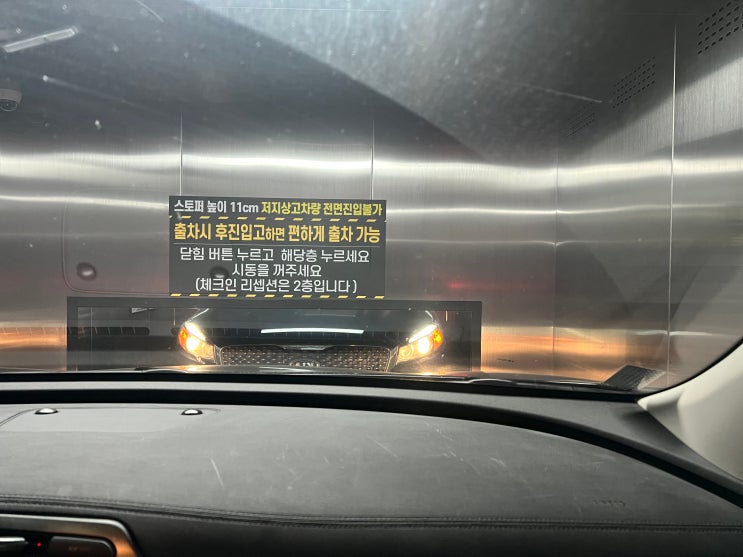 스토퍼 높이 11cm 저지상고차량 전면진입불가
출차시 후진입고하면 편하게 출차 가능
닫힘 버튼 누르고 해당층 누르세요
시동을 꺼주세요
(체크인 리셉션은 2층입니다)